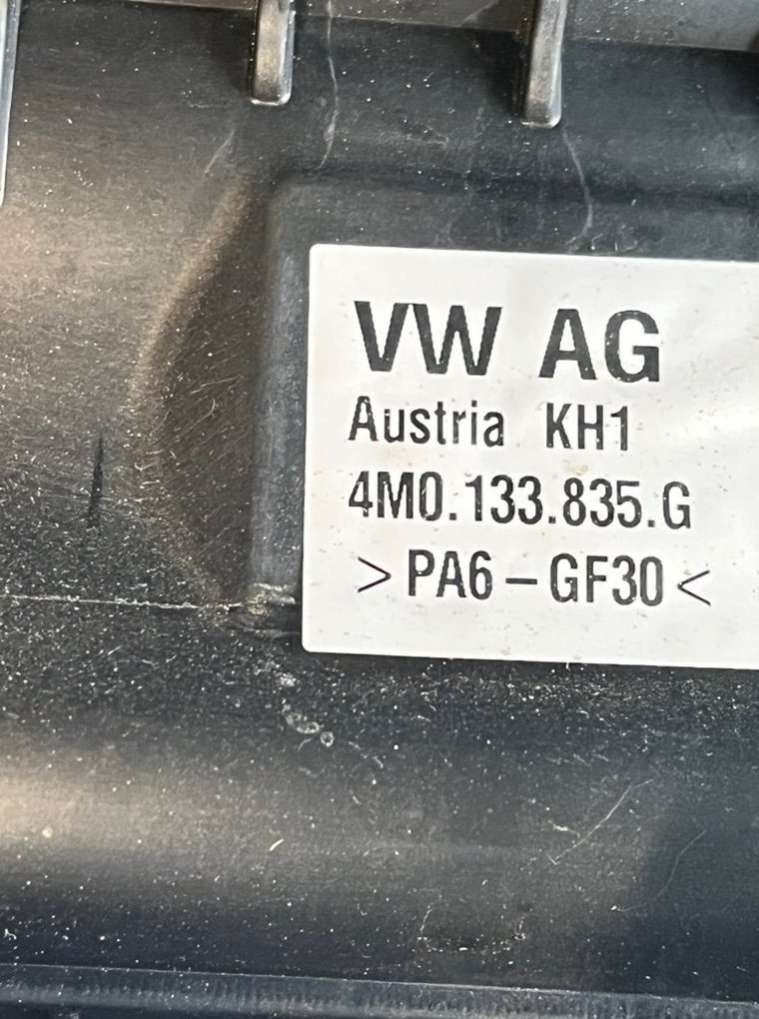 VW AG
Austria KH1
4M0.133.835.G
>PA6-GF30<